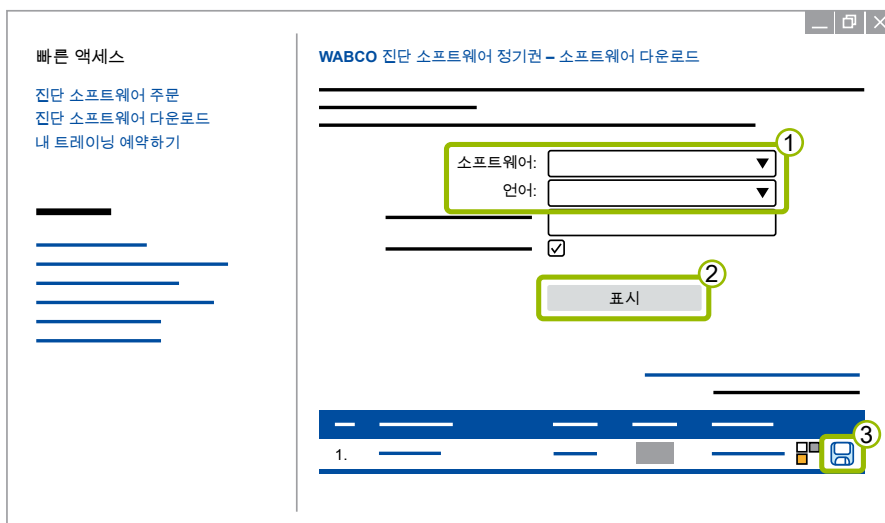 빠른 액세스
진단 소프트웨어 주문
진단 소프트웨어 다운로드
내 트레이닝 예약하기
WABCO 진단 소프트웨어 정기권 – 소프트웨어 다운로드
1
소프트웨어:
언어:
2
표시
3
1.